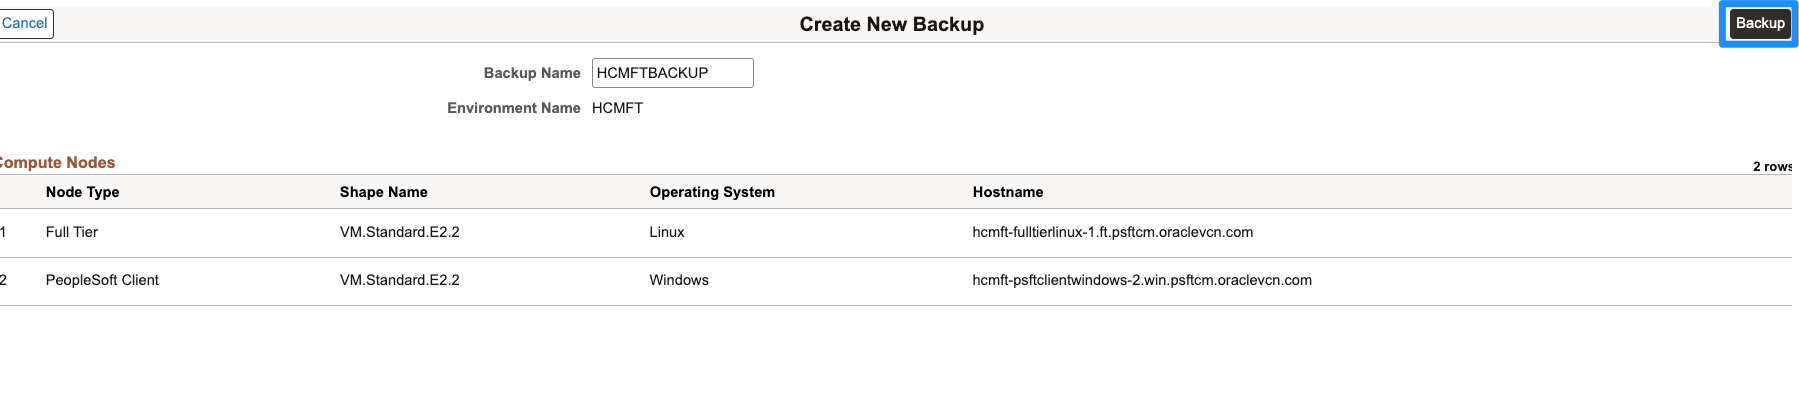 Cancel Create New Backup Backup
Backup Name HCMFTBACKUP
Environment Name HCMFT
Compute Nodes 2 rows
Node Type Shape Name Operating System Hostname
1 Full Tier VM.Standard.E2.2 Linux hcmft-fulltierlinux-1.ft.psftcm.oraclevcn.com
2 PeopleSoft Client VM.Standard.E2.2 Windows hcmft-psftclientwindows-2.win.psftcm.oraclevcn.com